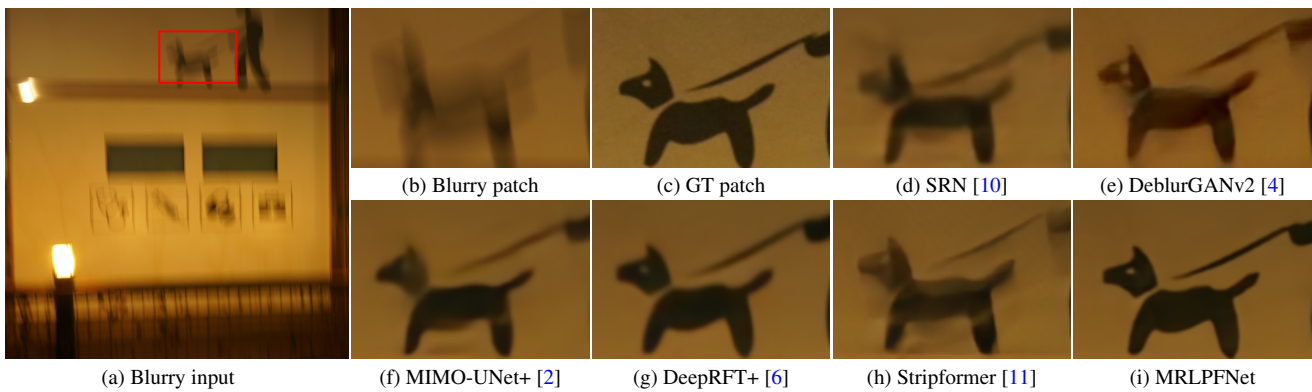 (b) Blurry patch
(c) GT patch
(d) SRN [10]
(e) DeblurGANv2 [4]
(a) Blurry input
(f) MIMO-UNet+ [2]
(g) DeepRFT+ [6]
(h) Stripformer [11]
(i) MRLPFNet